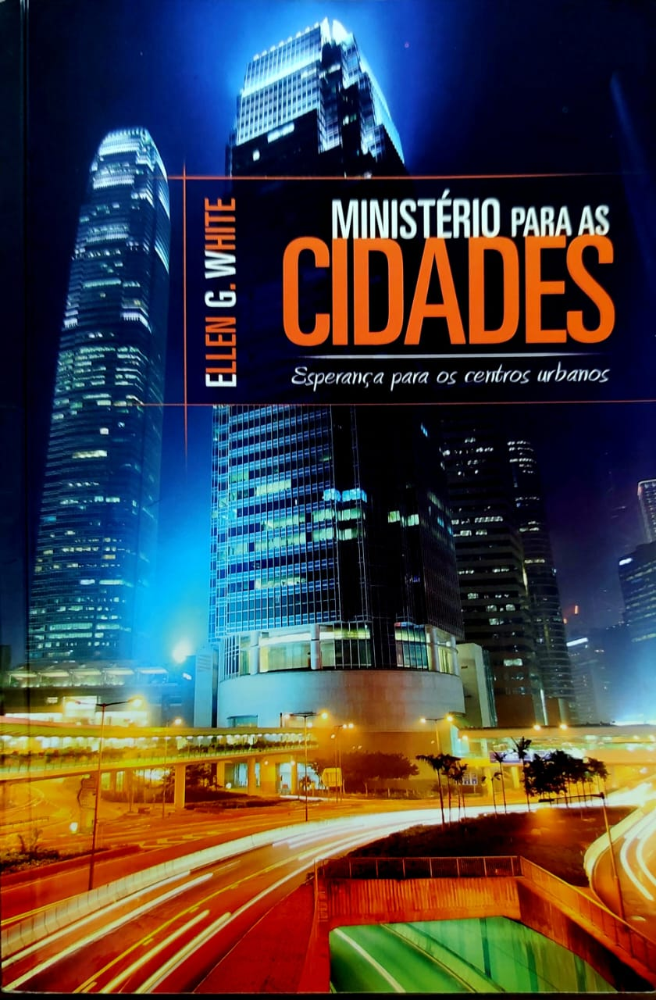 ELLEN G. WHITE
MINISTÉRIO PARA AS
CIDADES
Esperança para os centros urbanos